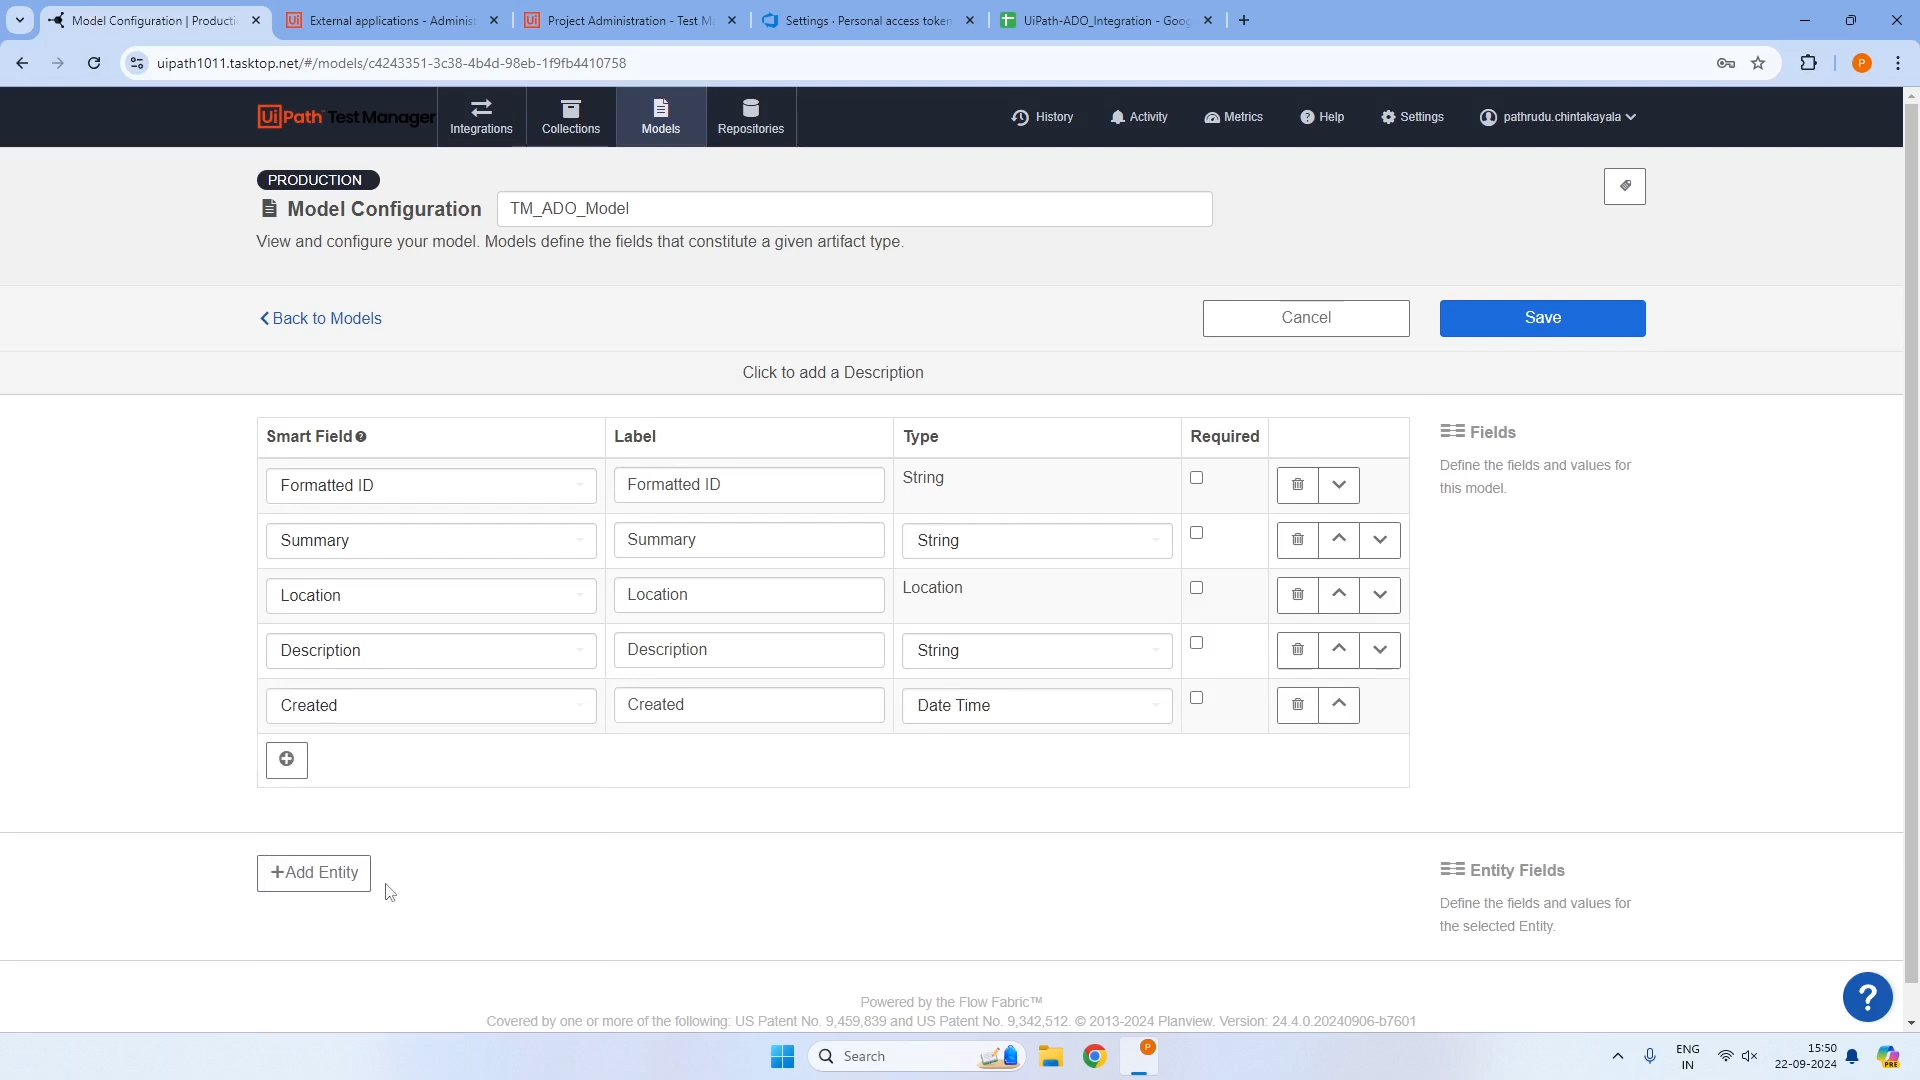 Model Configuration | Producti
External applications - Administ
Project Administration - Test M
Settings · Personal access token
UiPath-ADO_Integration - Goog
uipath1011.tasktop.net/#/models/c4243351-3c38-4b4d-98eb-1f9fb4410758
P
UiPath Test Manager
Integrations
Collections
Models
Repositories
History
Activity
Metrics
Help
Settings
pathrudu.chintakayala
PRODUCTION
Model Configuration
TM_ADO_Model
View and configure your model. Models define the fields that constitute a given artifact type.
Back to Models
Cancel
Save
Click to add a Description
Smart Field
Label
Type
Required
Fields
Define the fields and values for
this model.
Formatted ID
Formatted ID
String
Summary
Summary
String
Location
Location
Location
Description
Description
String
Created
Created
Date Time
+Add Entity
Entity Fields
Define the fields and values for
the selected Entity.
Powered by the Flow Fabric™
Covered by one or more of the following: US Patent No. 9,459,839 and US Patent No. 9,342,512. © 2013-2024 Planview. Version: 24.4.0.20240906-b7601
?
Search
P
ENG
IN
15:50
22-09-2024
PRE